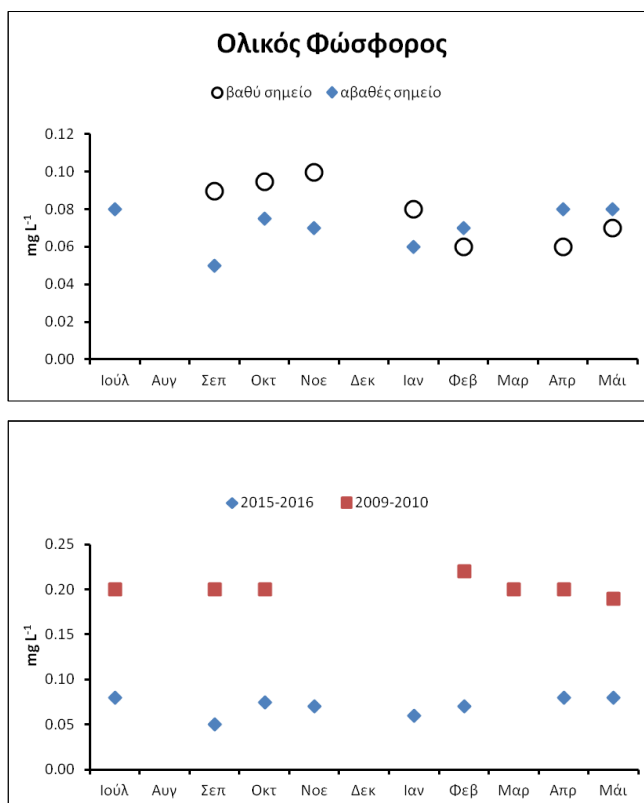 Ολικός Φώσφορος
βαθύ σημείο αβαθές σημείο
0.12
0.10
0.08
0.06
0.04
0.02
0.00
mg L-1
Ιούλ Αυγ Σεπ Οκτ Νοε Δεκ Ιαν Φεβ Μαρ Απρ Μάι
2015-2016 2009-2010
0.25
0.20
0.15
0.10
0.05
0.00
mg L-1
Ιούλ Αυγ Σεπ Οκτ Νοε Δεκ Ιαν Φεβ Μαρ Απρ Μάι